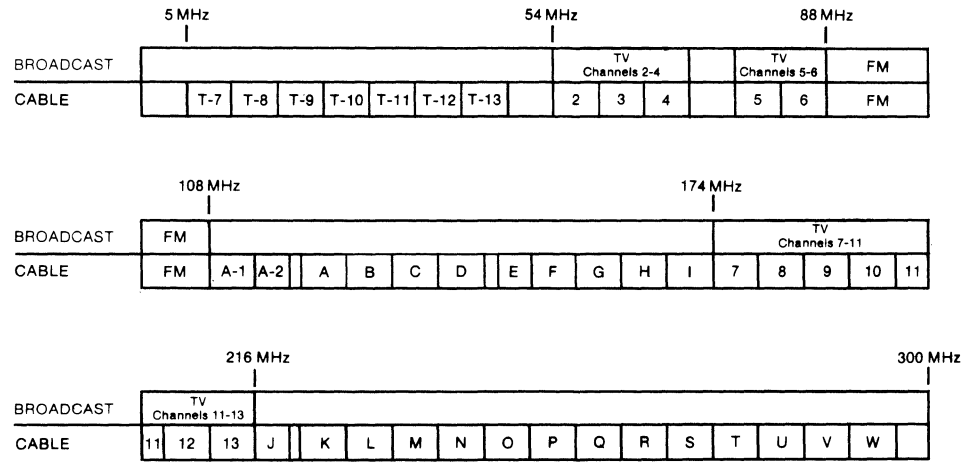 5 MHz 54 MHz 88 MHz
BROADCAST TV Channels 2-4 TV Channels 5-6 FM
CABLE T-7 T-8 T-9 T-10 T-11 T-12 T-13 2 3 4 5 6 FM
108 MHz 174 MHz
BROADCAST FM TV Channels 7-11
CABLE FM A-1 A-2 A B C D E F G H I 7 8 9 10 11
216 MHz 300 MHz
BROADCAST TV Channels 11-13
CABLE 11 12 13 J K L M N O P Q R S T U V W